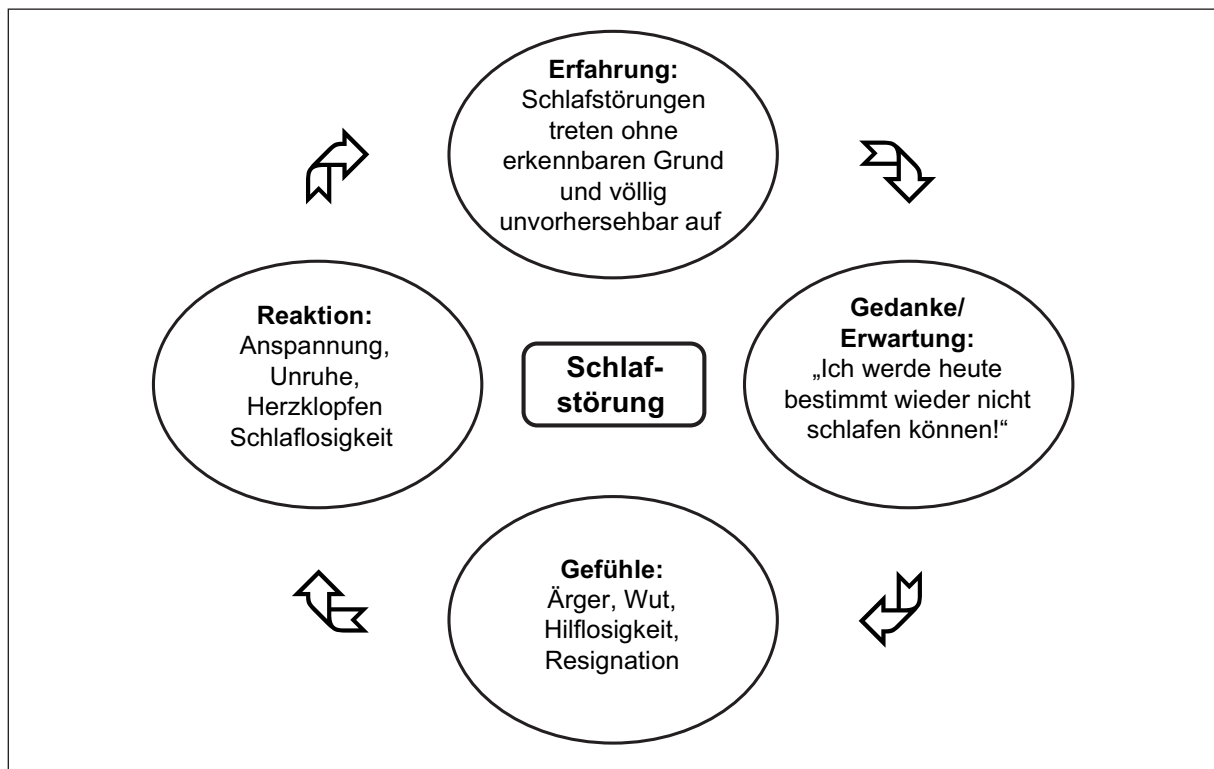 Erfahrung:
Schlafstörungen
treten ohne
erkennbaren Grund
und völlig
unvorhersehbar auf
Gedanke/
Erwartung:
„Ich werde heute
bestimmt wieder nicht
schlafen können!“
Gefühle:
Ärger, Wut,
Hilflosigkeit,
Resignation
Reaktion:
Anspannung,
Unruhe,
Herzklopfen
Schlaflosigkeit
Schlaf-
störung